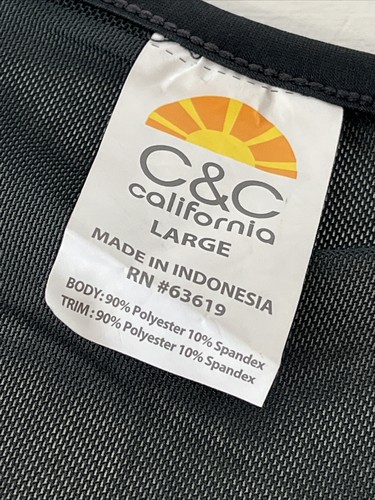 C&C
california
LARGE
MADE IN INDONESIA
RN #63619
BODY: 90% Polyester 10% Spandex
TRIM: 90% Polyester 10% Spandex